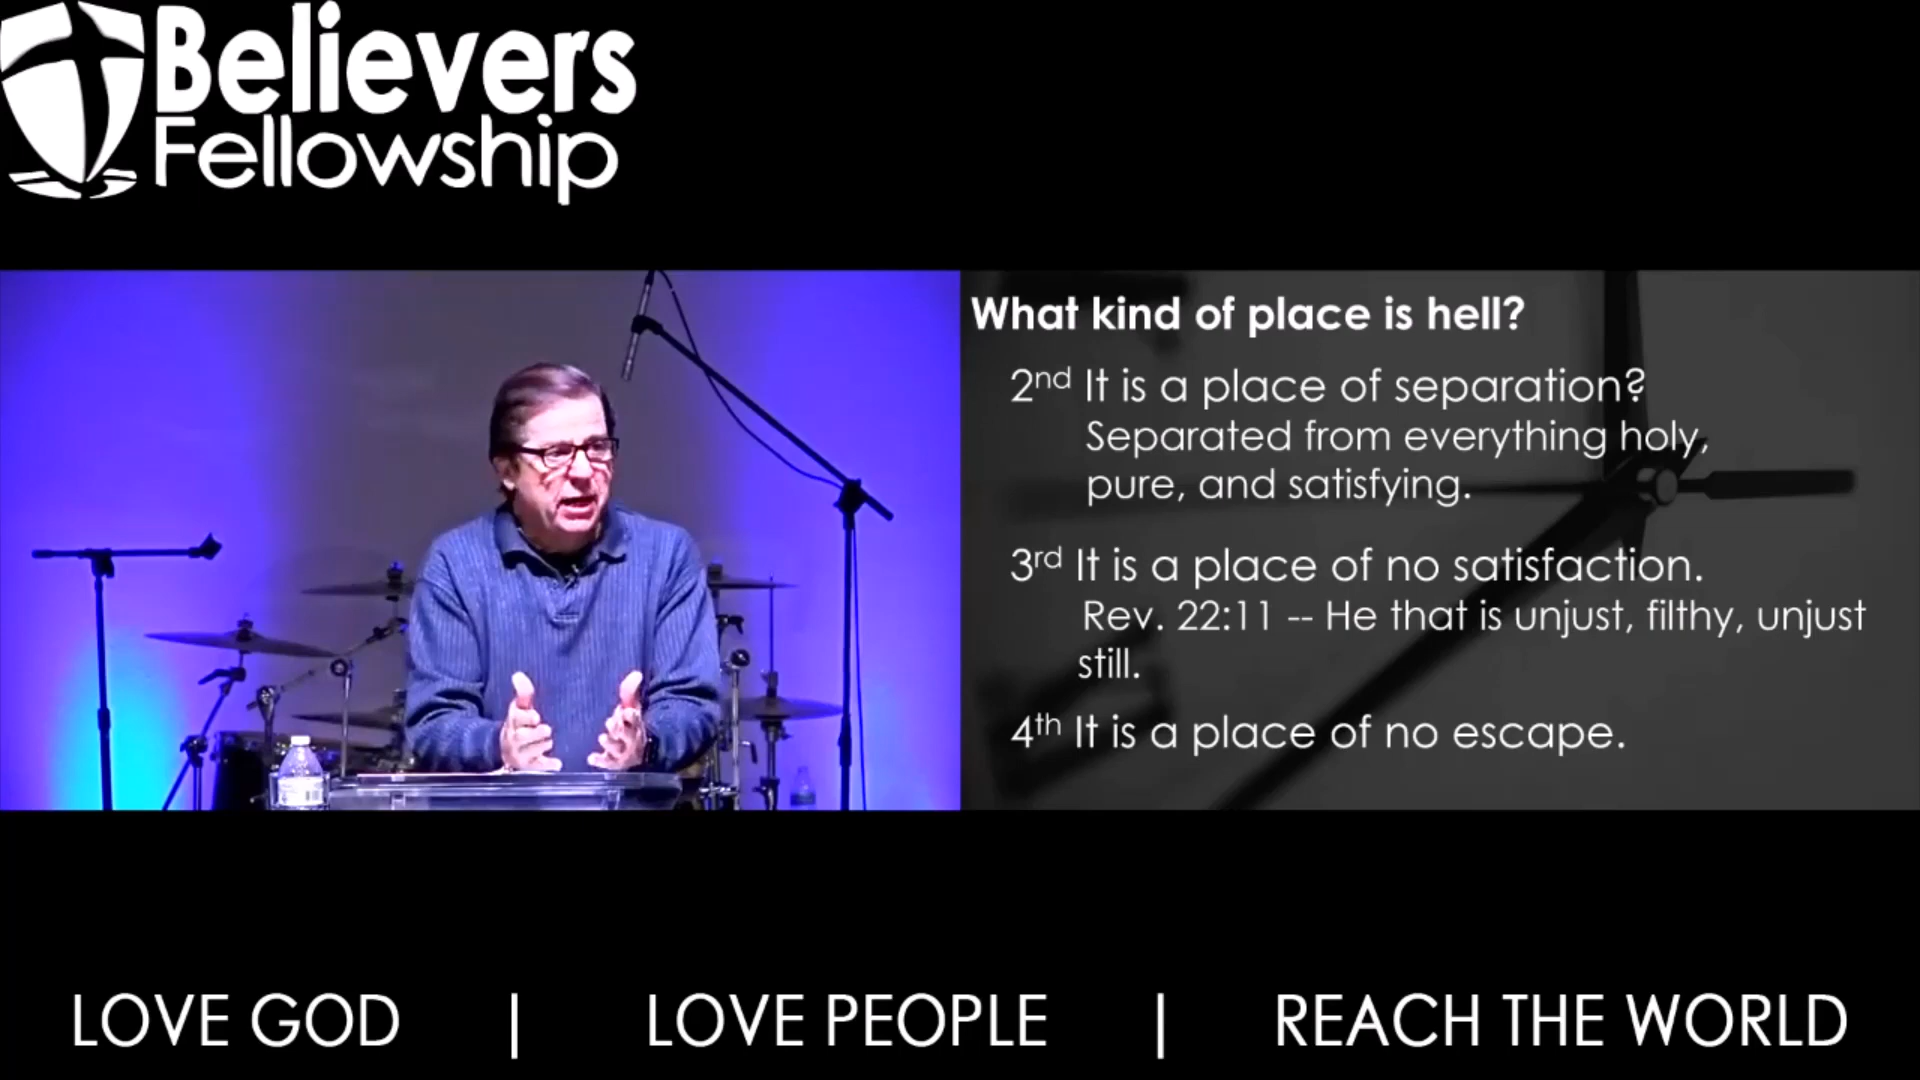 Believers
Fellowship
What kind of place is hell?
2nd It is a place of separation?
Separated from everything holy,
pure, and satisfying.
3rd It is a place of no satisfaction.
Rev. 22:11 -- He that is unjust, filthy, unjust
still.
4th It is a place of no escape.
LOVE GOD | LOVE PEOPLE | REACH THE WORLD